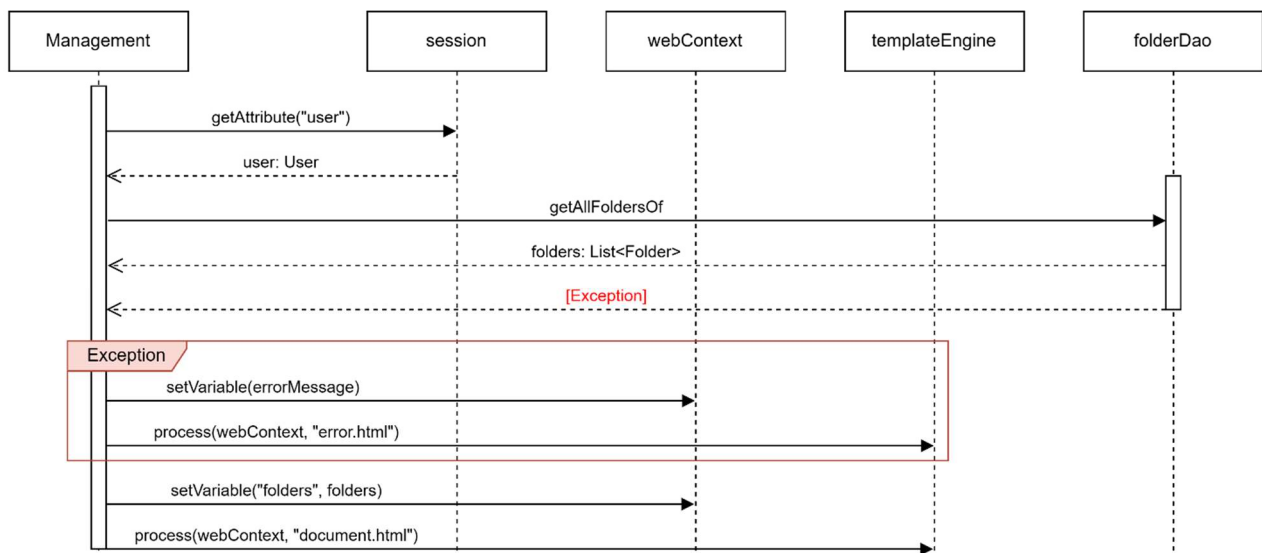 Management
session
webContext
templateEngine
folderDao
getAttribute("user")
user: User
getAllFoldersOf
folders: List<Folder>
[Exception]
Exception
setVariable(errorMessage)
process(webContext, "error.html")
setVariable("folders", folders)
process(webContext, "document.html")